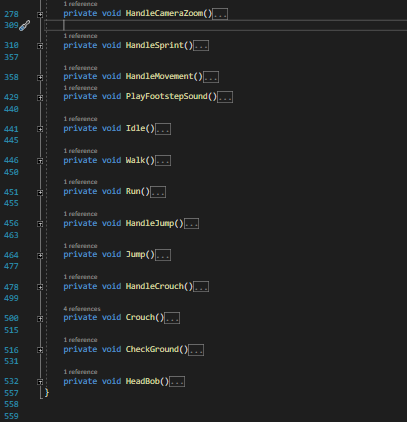 1 reference
278 private void HandleCameraZoom()...
309
1 reference
310 private void HandleSprint()...
357
1 reference
358 private void HandleMovement()...
1 reference
429 private void PlayFootstepSound()...
440
1 reference
441 private void Idle()...
445
1 reference
446 private void Walk()...
450
1 reference
451 private void Run()...
455
1 reference
456 private void HandleJump()...
463
1 reference
464 private void Jump()...
477
1 reference
478 private void HandleCrouch()...
499
4 references
500 private void Crouch()...
515
1 reference
516 private void CheckGround()...
531
1 reference
532 private void HeadBob()...
557 }
558
559